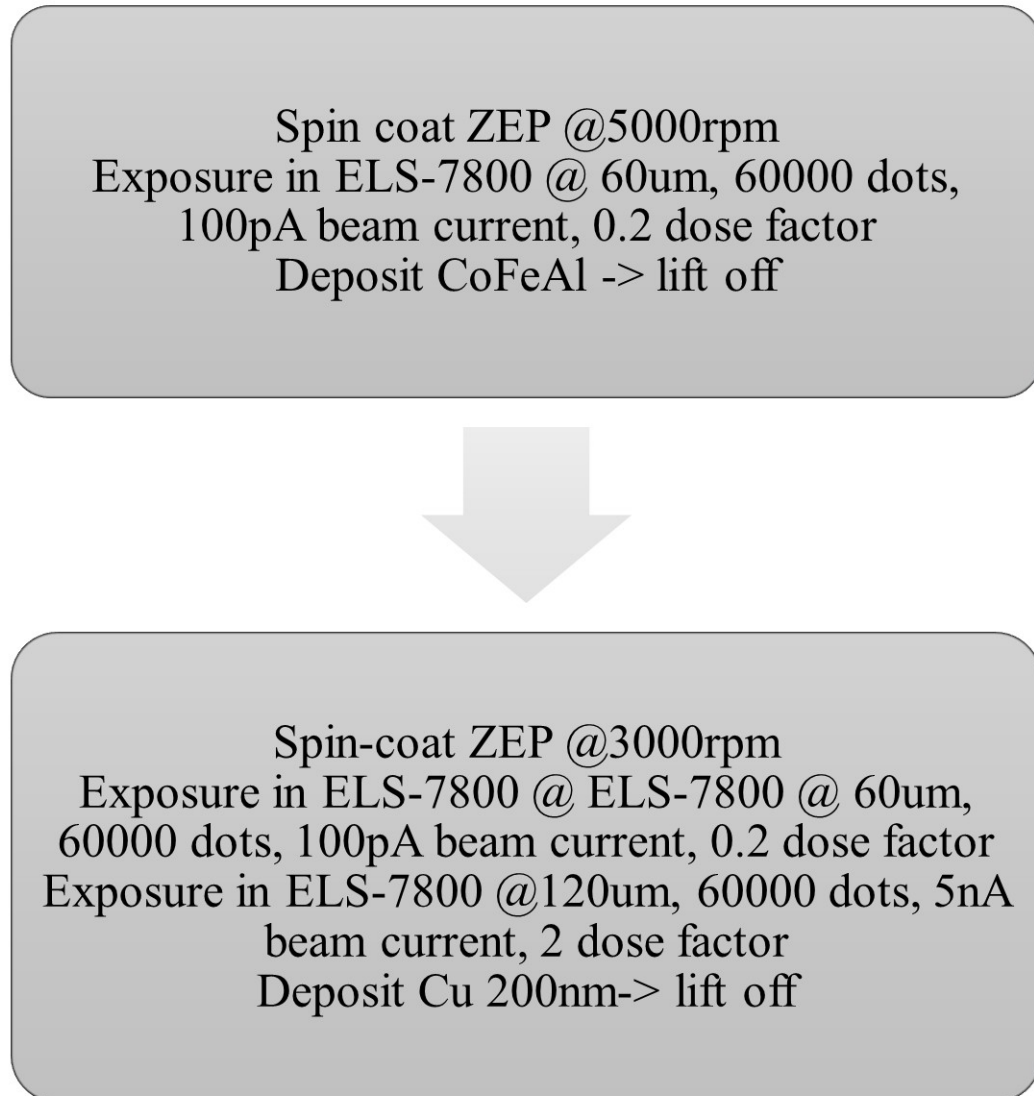 Spin coat ZEP @5000rpm
Exposure in ELS-7800 @ 60um, 60000 dots,
100pA beam current, 0.2 dose factor
Deposit CoFeAl -> lift off
Spin-coat ZEP @3000rpm
Exposure in ELS-7800 @ ELS-7800 @ 60um,
60000 dots, 100pA beam current, 0.2 dose factor
Exposure in ELS-7800 @120um, 60000 dots, 5nA
beam current, 2 dose factor
Deposit Cu 200nm-> lift off